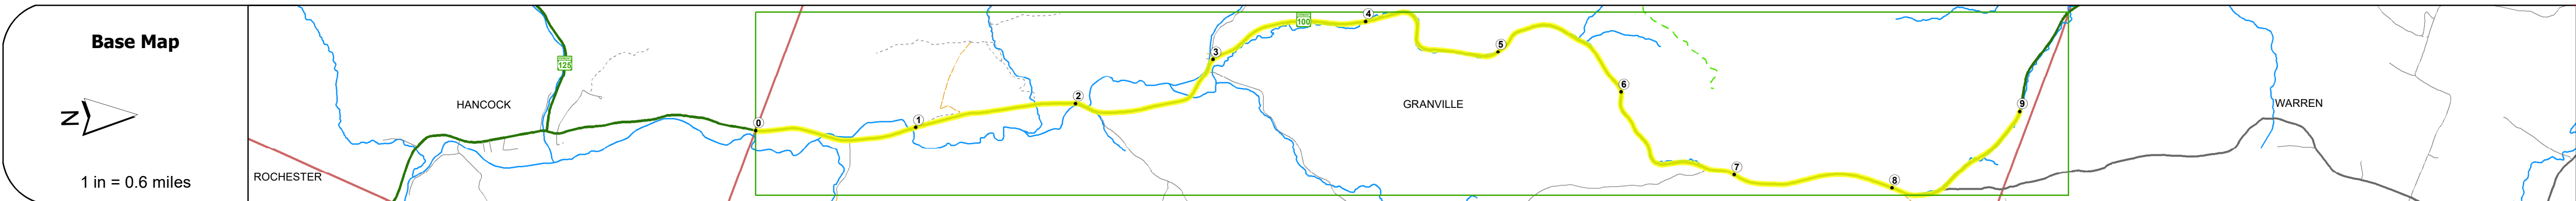 Base Map
N
1 in = 0.6 miles
ROCHESTER
HANCOCK
125
0
1
2
3
100
4
GRANVILLE
5
6
7
8
9
WARREN